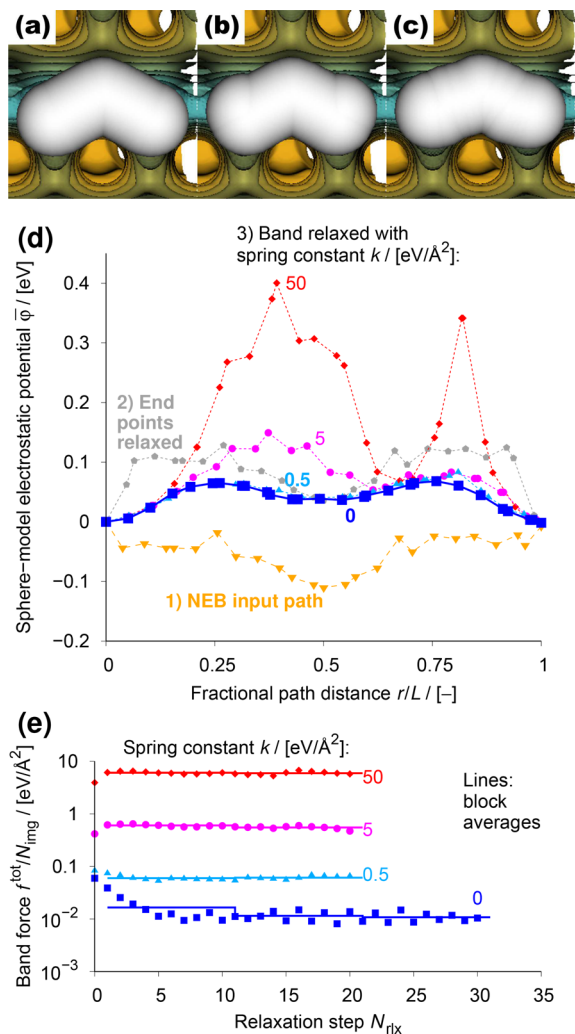 (a) (b) (c)
(d)
3) Band relaxed with
spring constant k / [eV/Å²]:
Sphere−model electrostatic potential φ̅ / [eV]
0.4
0.3
0.2
0.1
0
−0.1
−0.2
50
2) End
points
relaxed
5
0.5
0
1) NEB input path
0 0.25 0.5 0.75 1
Fractional path distance r/L / [−]
(e)
Spring constant k / [eV/Å²]:
Band force f^tot/N_img / [eV/Å²]
10
1
0.1
10⁻²
10⁻³
50
5
0.5
0
Lines:
block
averages
0 5 10 15 20 25 30 35
Relaxation step N_rlx